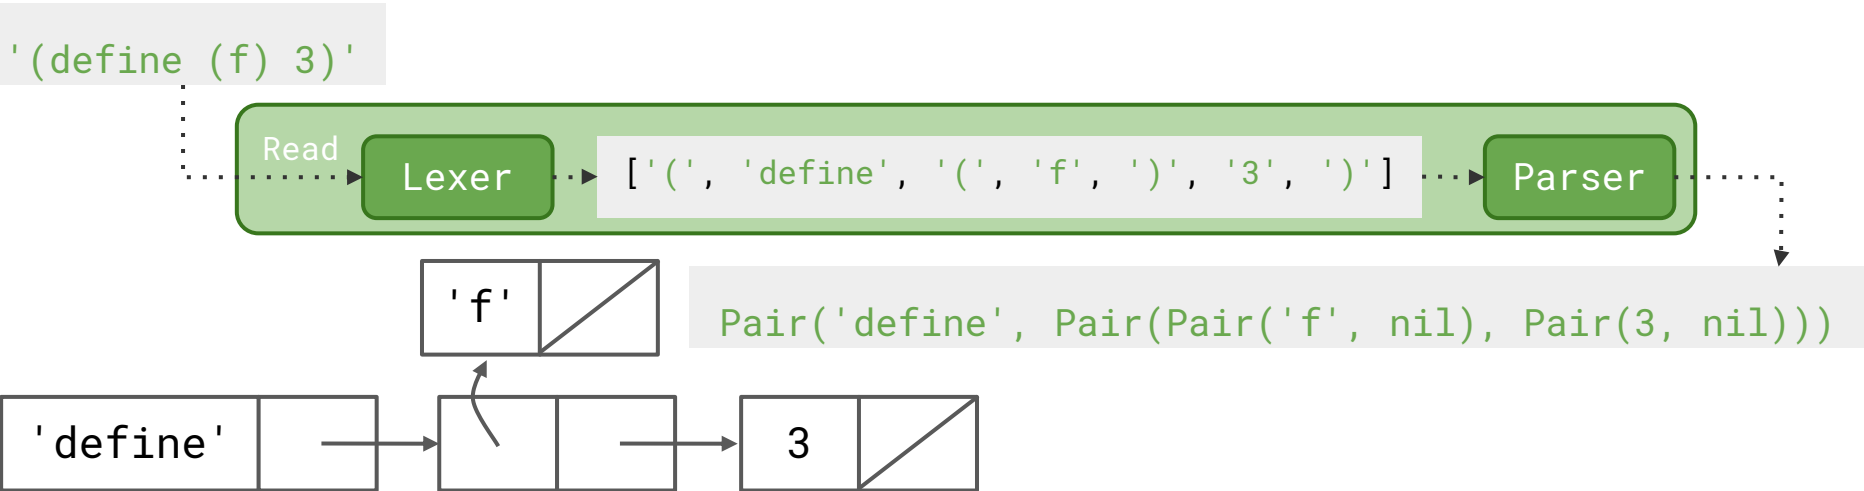 '(define (f) 3)'
Read
Lexer
['(', 'define', '(', 'f', ')', '3', ')']
Parser
'f'
Pair('define', Pair(Pair('f', nil), Pair(3, nil)))
'define'
3